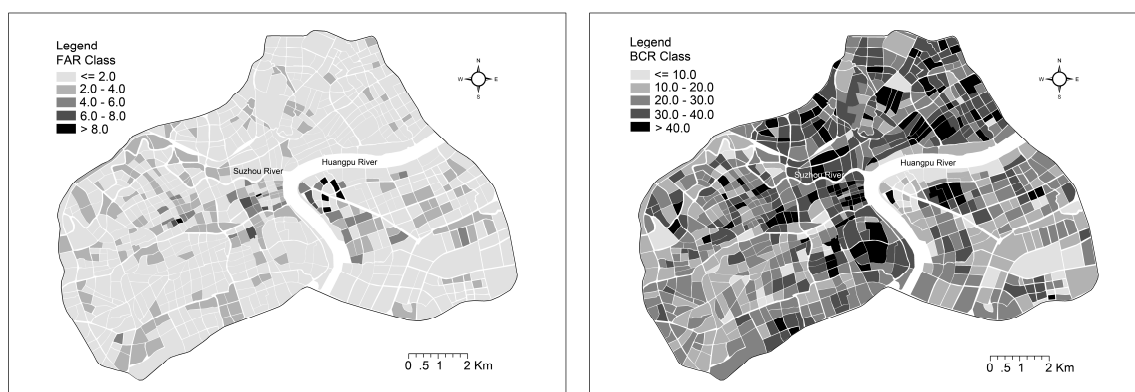 Legend
FAR Class
<= 2.0
2.0 - 4.0
4.0 - 6.0
6.0 - 8.0
> 8.0
N
W E
S
Suzhou River
Huangpu River
0 .5 1 2 Km
Legend
BCR Class
<= 10.0
10.0 - 20.0
20.0 - 30.0
30.0 - 40.0
> 40.0
N
W E
S
Suzhou River
Huangpu River
0 .5 1 2 Km